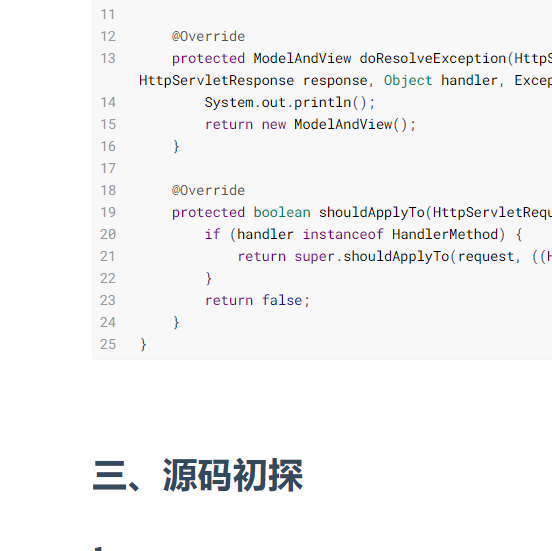 11
12 @Override
13 protected ModelAndView doResolveException(HttpS
HttpServletResponse response, Object handler, Excep
14 System.out.println();
15 return new ModelAndView();
16 }
17
18 @Override
19 protected boolean shouldApplyTo(HttpServletRequ
20 if (handler instanceof HandlerMethod) {
21 return super.shouldApplyTo(request, ((H
22 }
23 return false;
24 }
25 }
三、源码初探